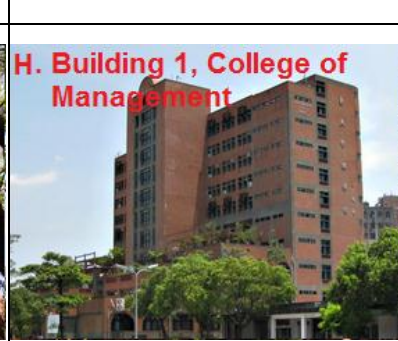 H. Building 1, College of
Management